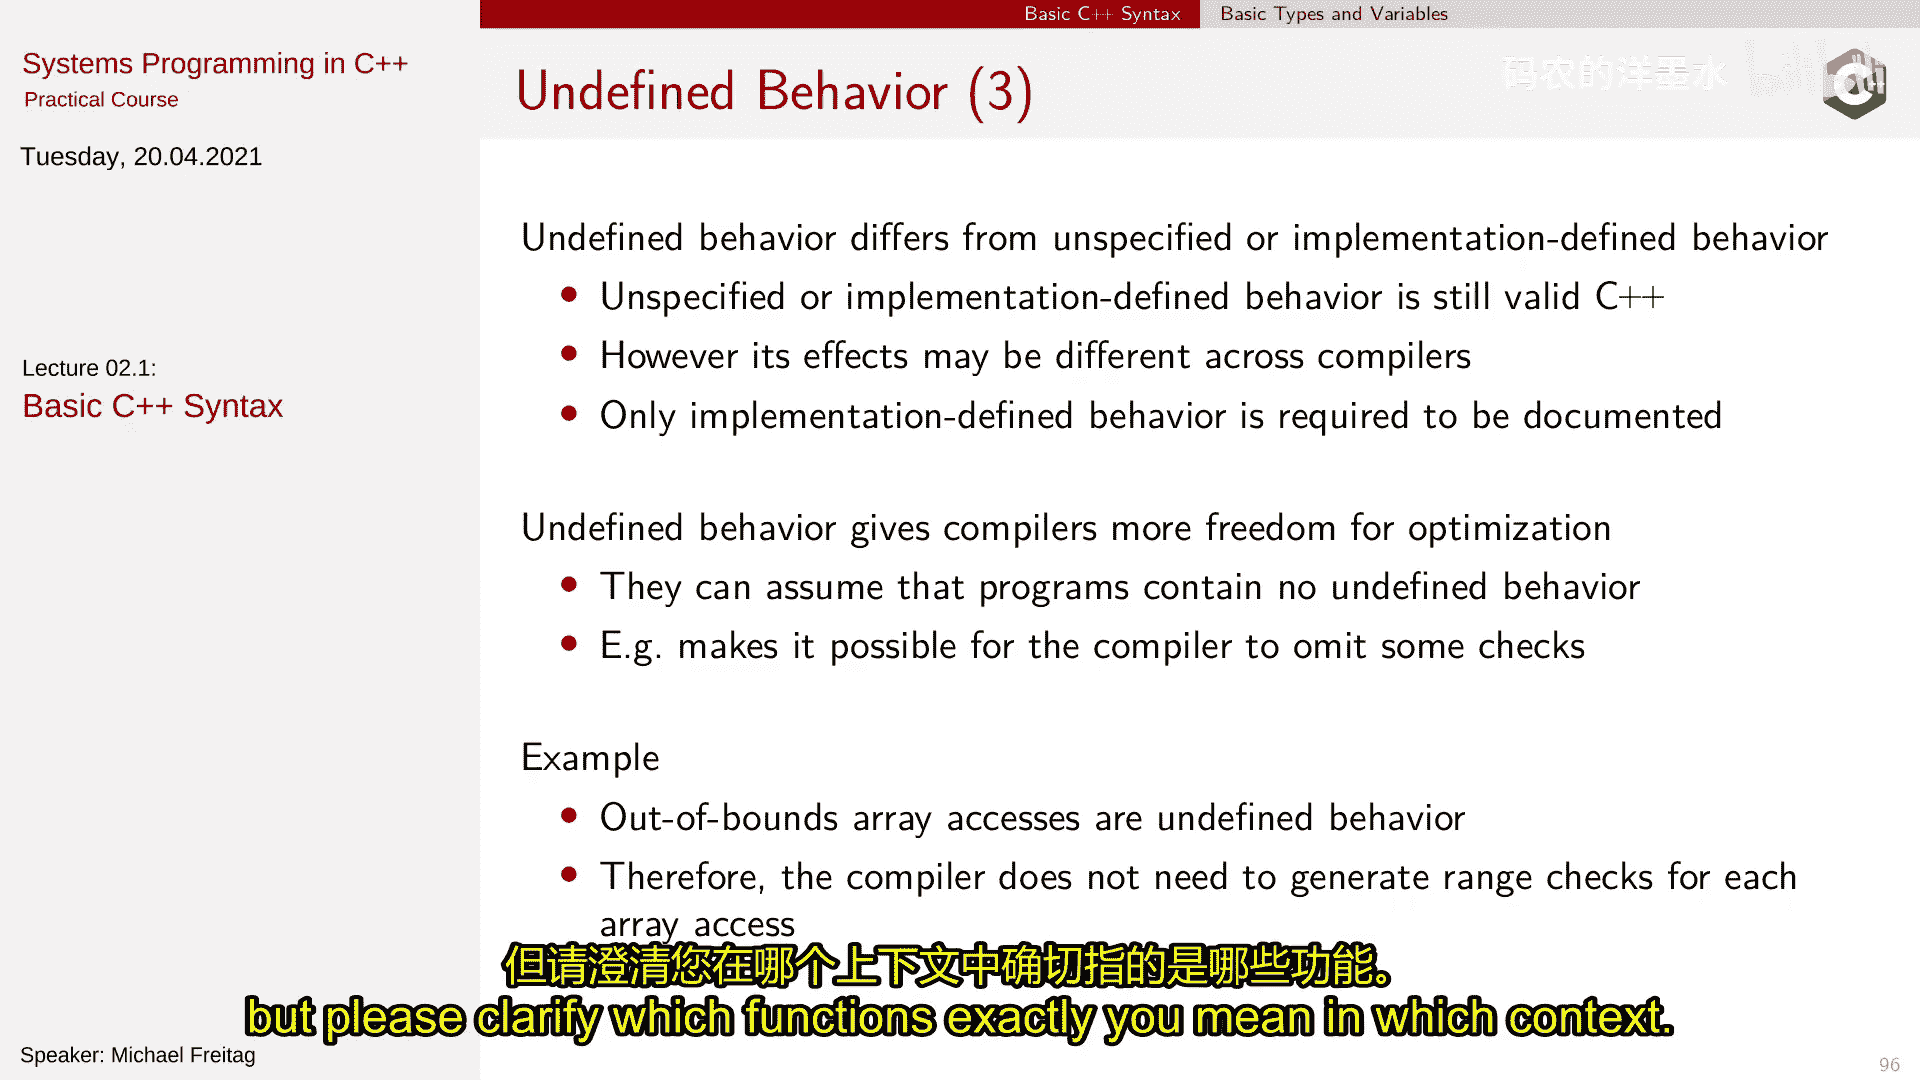 Basic C++ Syntax
Basic Types and Variables
Systems Programming in C++
Practical Course
Tuesday, 20.04.2021
Lecture 02.1:
Basic C++ Syntax
Undefined Behavior (3)
码农的洋墨水
Undefined behavior differs from unspecified or implementation-defined behavior
• Unspecified or implementation-defined behavior is still valid C++
• However its effects may be different across compilers
• Only implementation-defined behavior is required to be documented
Undefined behavior gives compilers more freedom for optimization
• They can assume that programs contain no undefined behavior
• E.g. makes it possible for the compiler to omit some checks
Example
• Out-of-bounds array accesses are undefined behavior
• Therefore, the compiler does not need to generate range checks for each
array access
但请澄清您在哪个上下文中确切指的是哪些功能。
but please clarify which functions exactly you mean in which context.
Speaker: Michael Freitag
96